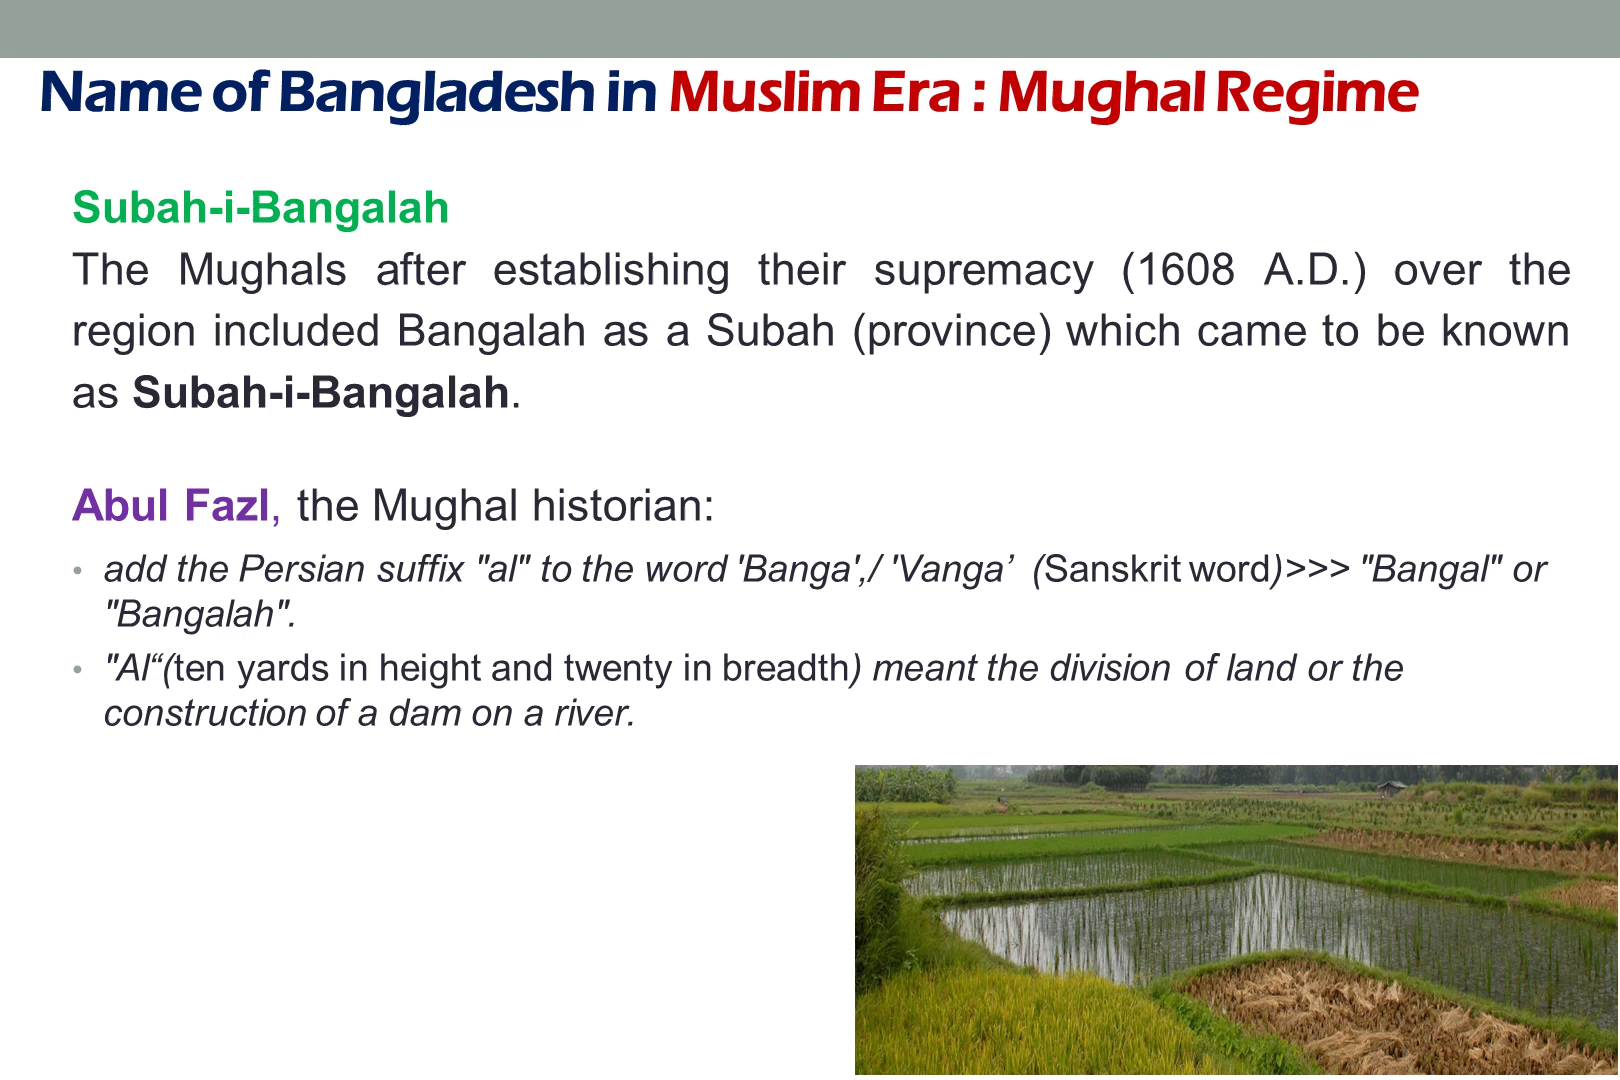 Name of Bangladesh in Muslim Era : Mughal Regime
Subah-i-Bangalah
The Mughals after establishing their supremacy (1608 A.D.) over the
region included Bangalah as a Subah (province) which came to be known
as Subah-i-Bangalah.
Abul Fazl, the Mughal historian:
• add the Persian suffix "al" to the word 'Banga',/ 'Vanga’ (Sanskrit word)>>> "Bangal" or
"Bangalah".
• "Al“(ten yards in height and twenty in breadth) meant the division of land or the
construction of a dam on a river.